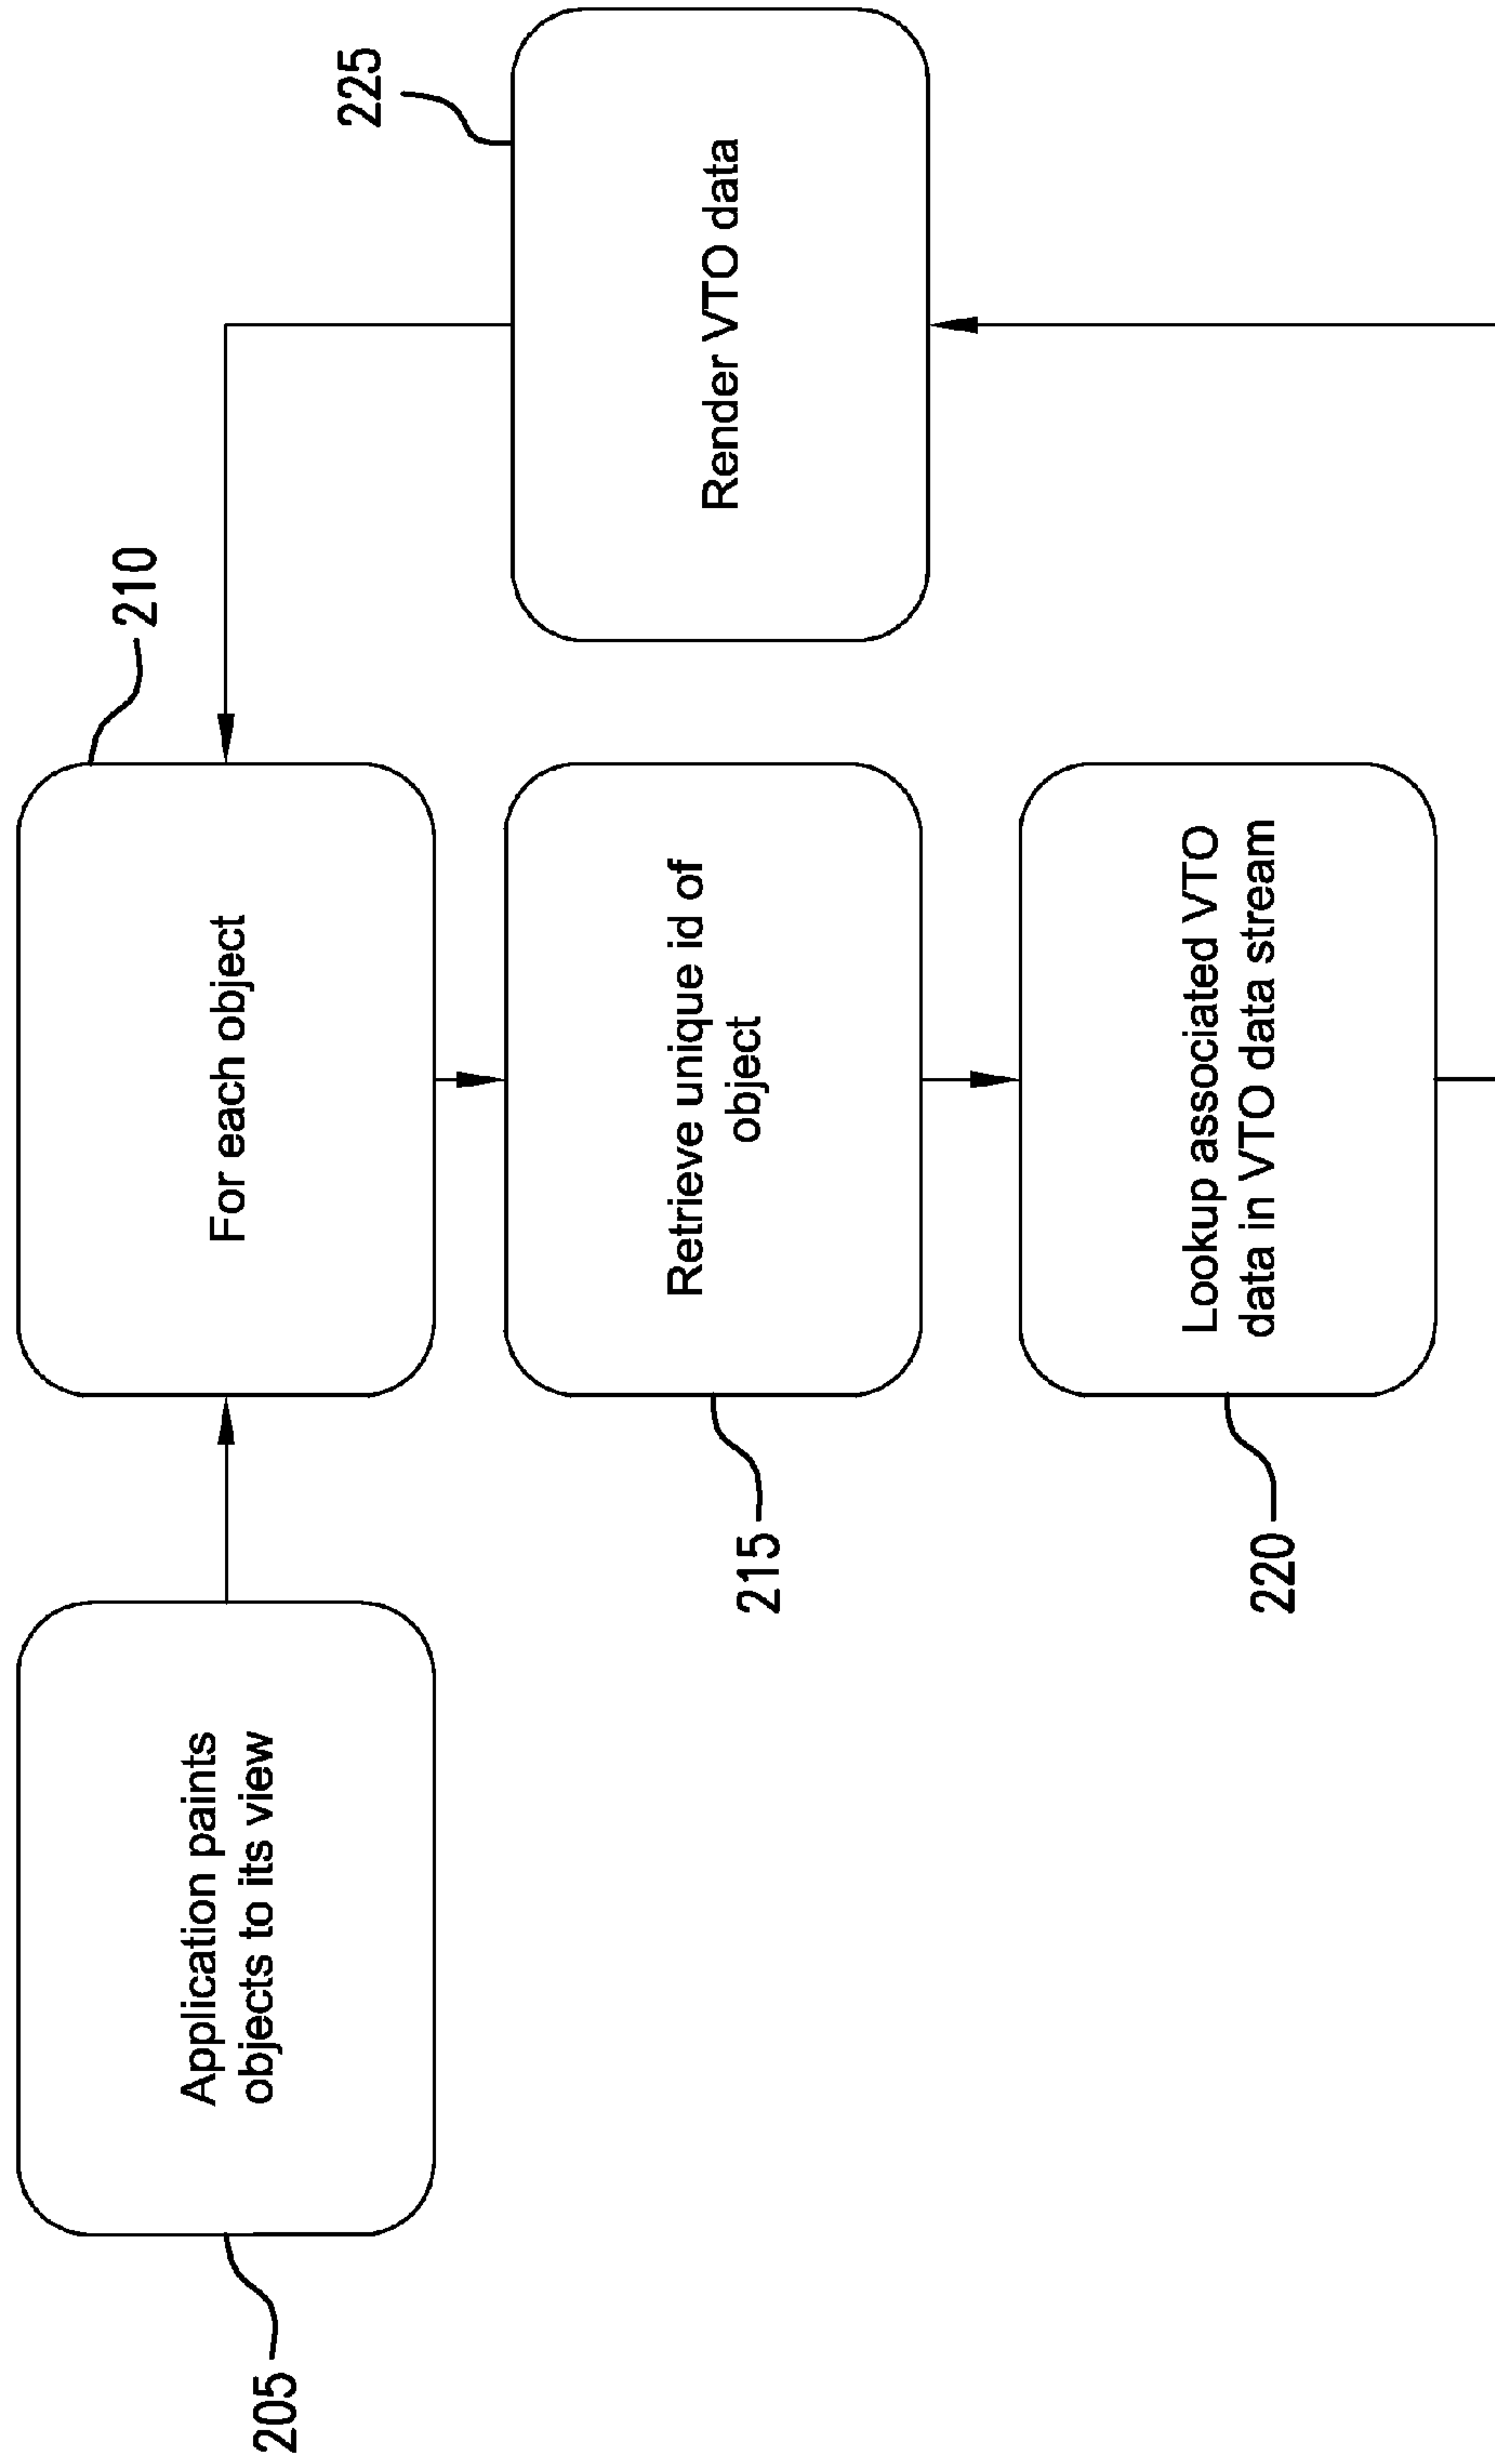 205
Application paints
objects to its view
210
For each object
215
Retrieve unique id of
object
220
Lookup associated VTO
data in VTO data stream
225
Render VTO data